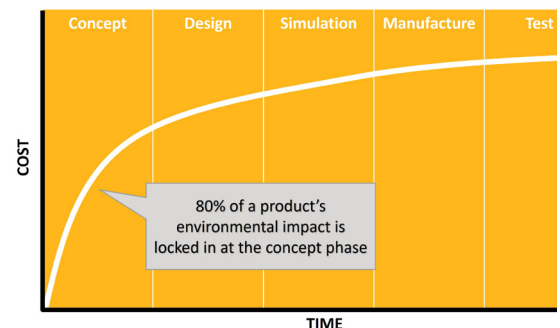 Concept Design Simulation Manufacture Test
COST
80% of a product's
environmental impact is
locked in at the concept phase
TIME